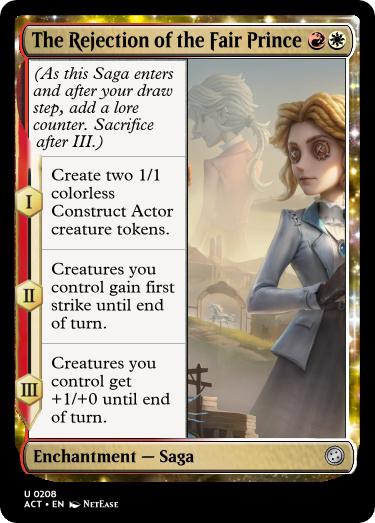 The Rejection of the Fair Prince
(As this Saga enters
and after your draw
step, add a lore
counter. Sacrifice
after III.)
I
Create two 1/1
colorless
Construct Actor
creature tokens.
II
Creatures you
control gain first
strike until end
of turn.
III
Creatures you
control get
+1/+0 until end
of turn.
Enchantment — Saga
U 0208
ACT • EN NetEase